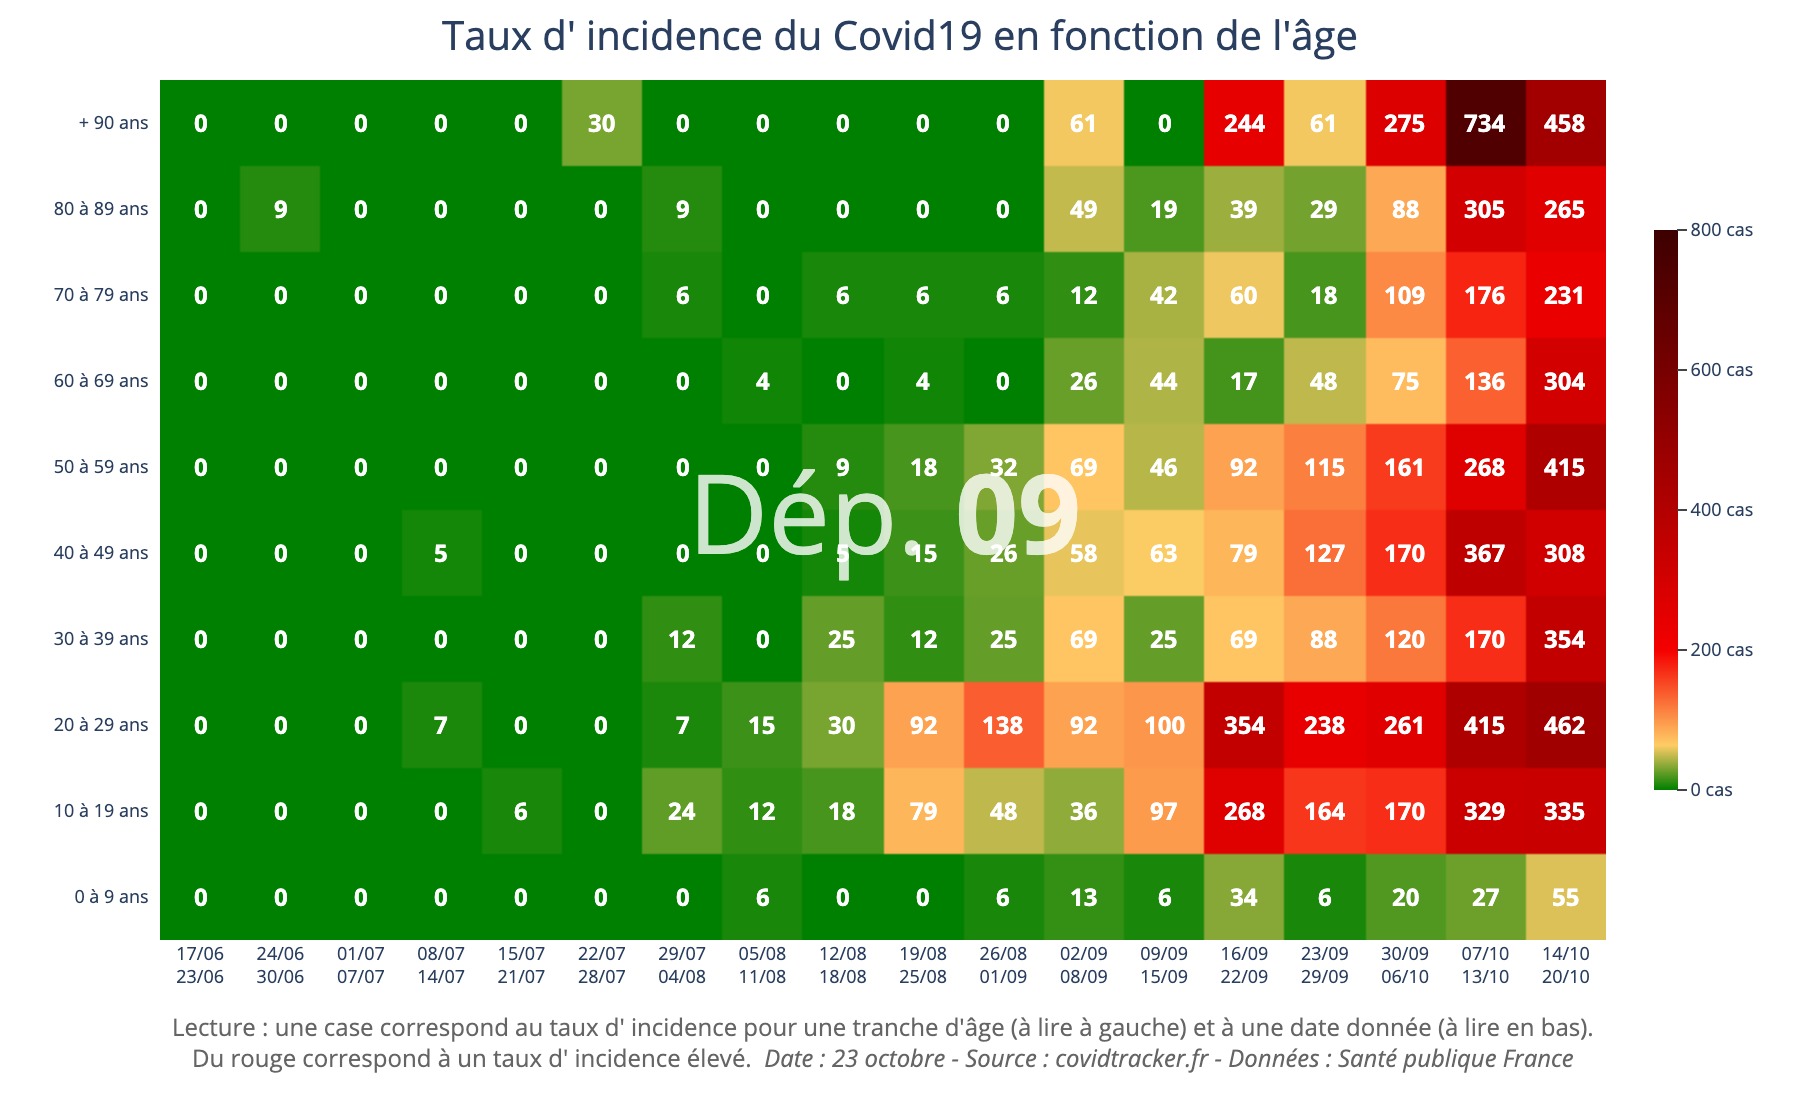 Taux d' incidence du Covid19 en fonction de l'âge
+ 90 ans 0 0 0 0 0 30 0 0 0 0 0 61 0 244 61 275 734 458
80 à 89 ans 0 9 0 0 0 0 9 0 0 0 0 49 19 39 29 88 305 265
800 cas
70 à 79 ans 0 0 0 0 0 0 6 0 6 6 6 12 42 60 18 109 176 231
600 cas
60 à 69 ans 0 0 0 0 0 0 0 4 0 4 0 26 44 17 48 75 136 304
50 à 59 ans 0 0 0 0 0 0 0 0 9 18 32 69 46 92 115 161 268 415
Dép. 09
400 cas
40 à 49 ans 0 0 0 5 0 0 0 0 5 15 26 58 63 79 127 170 367 308
30 à 39 ans 0 0 0 0 0 0 12 0 25 12 25 69 25 69 88 120 170 354
200 cas
20 à 29 ans 0 0 0 7 0 0 7 15 30 92 138 92 100 354 238 261 415 462
0 cas
10 à 19 ans 0 0 0 0 6 0 24 12 18 79 48 36 97 268 164 170 329 335
0 à 9 ans 0 0 0 0 0 0 0 6 0 0 6 13 6 34 6 20 27 55
17/06 24/06 01/07 08/07 15/07 22/07 29/07 05/08 12/08 19/08 26/08 02/09 09/09 16/09 23/09 30/09 07/10 14/10
23/06 30/06 07/07 14/07 21/07 28/07 04/08 11/08 18/08 25/08 01/09 08/09 15/09 22/09 29/09 06/10 13/10 20/10
Lecture : une case correspond au taux d' incidence pour une tranche d'âge (à lire à gauche) et à une date donnée (à lire en bas).
Du rouge correspond à un taux d' incidence élevé. Date : 23 octobre - Source : covidtracker.fr - Données : Santé publique France